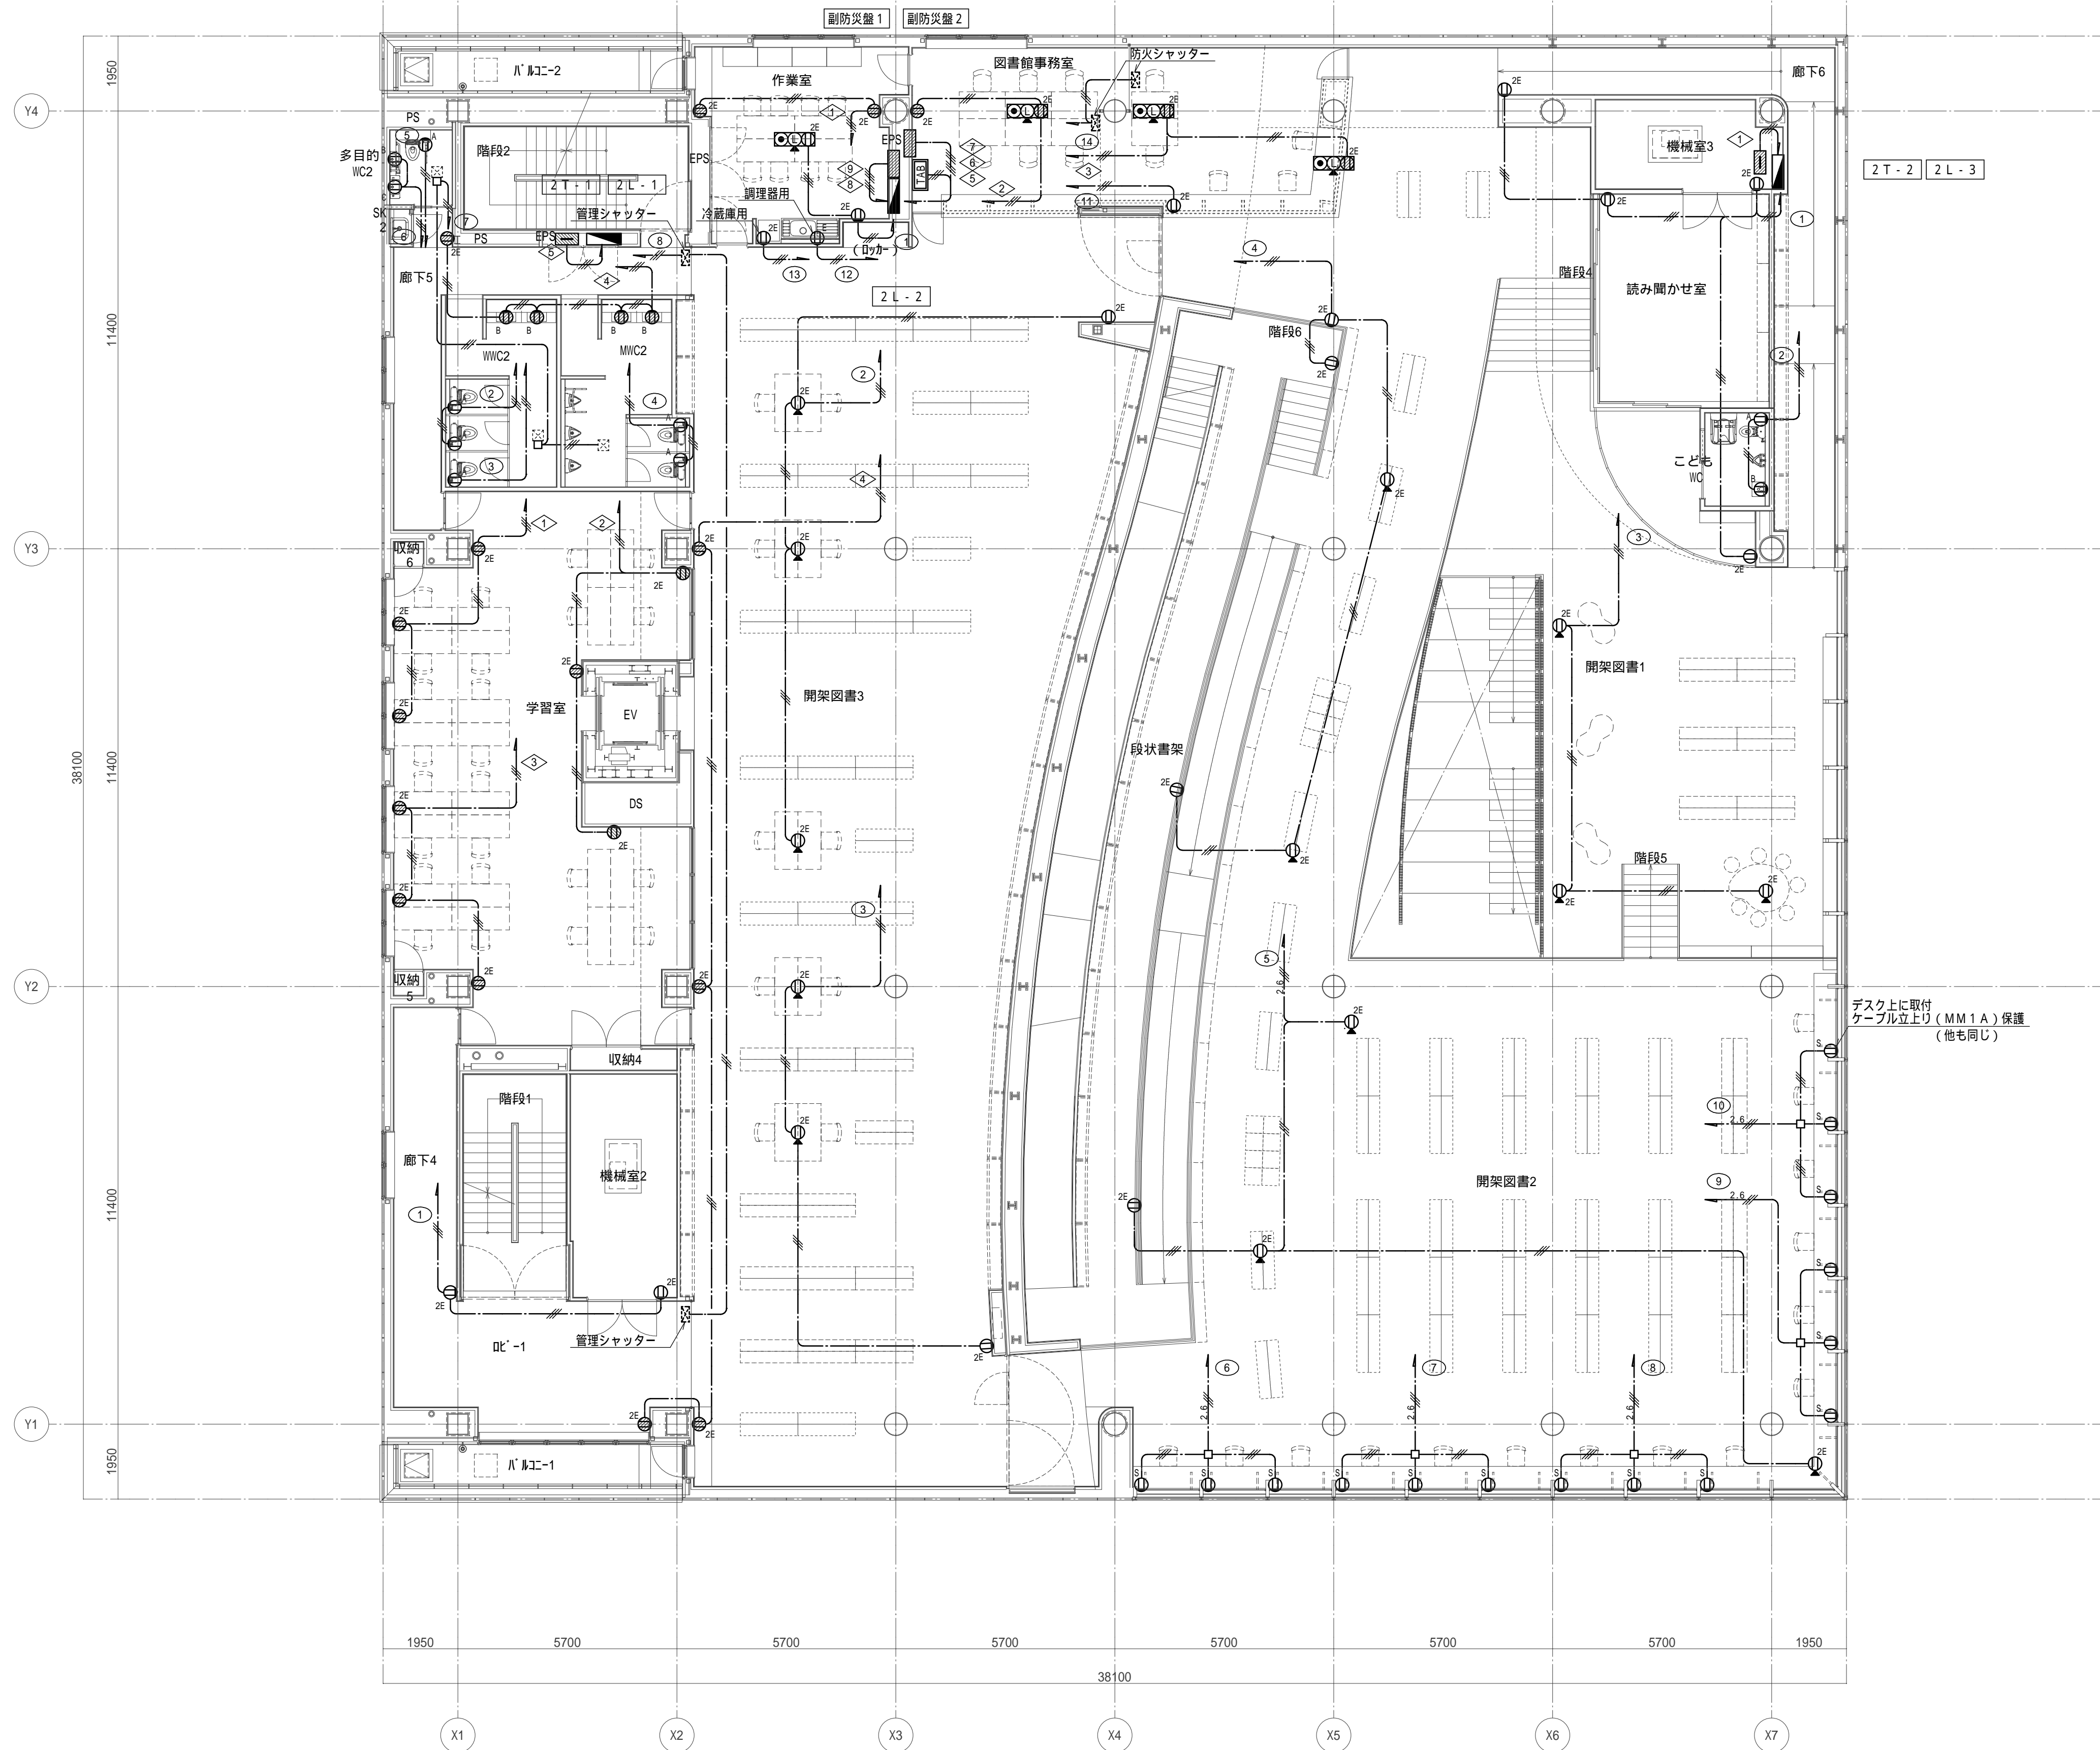 副防災盤1
副防災盤2
防火シャッター
バルコニー2
作業室
図書館事務室
廊下6
1950
Y4
PS
多目的
WC2
階段2
EPS
EPS
TAB
機械室3
2T-2
2L-3
2T-1
2L-1
調理器用
管理シャッター
冷蔵庫用
SK
2
PS
EPS
(ロッカー)
廊下5
2L-2
階段4
読み聞かせ室
階段6
11400
WWC2
MWC2
こども
WC
Y3
収納
6
学習室
EV
開架図書3
開架図書1
38100
11400
段状書架
DS
階段5
Y2
収納
5
デスク上に取付
ケーブル立上り(MM1A)保護
(他も同じ)
収納4
階段1
廊下4
機械室2
開架図書2
11400
ロビー1
管理シャッター
Y1
バルコニー1
1950
1950
5700
5700
5700
5700
5700
5700
1950
38100
X1
X2
X3
X4
X5
X6
X7